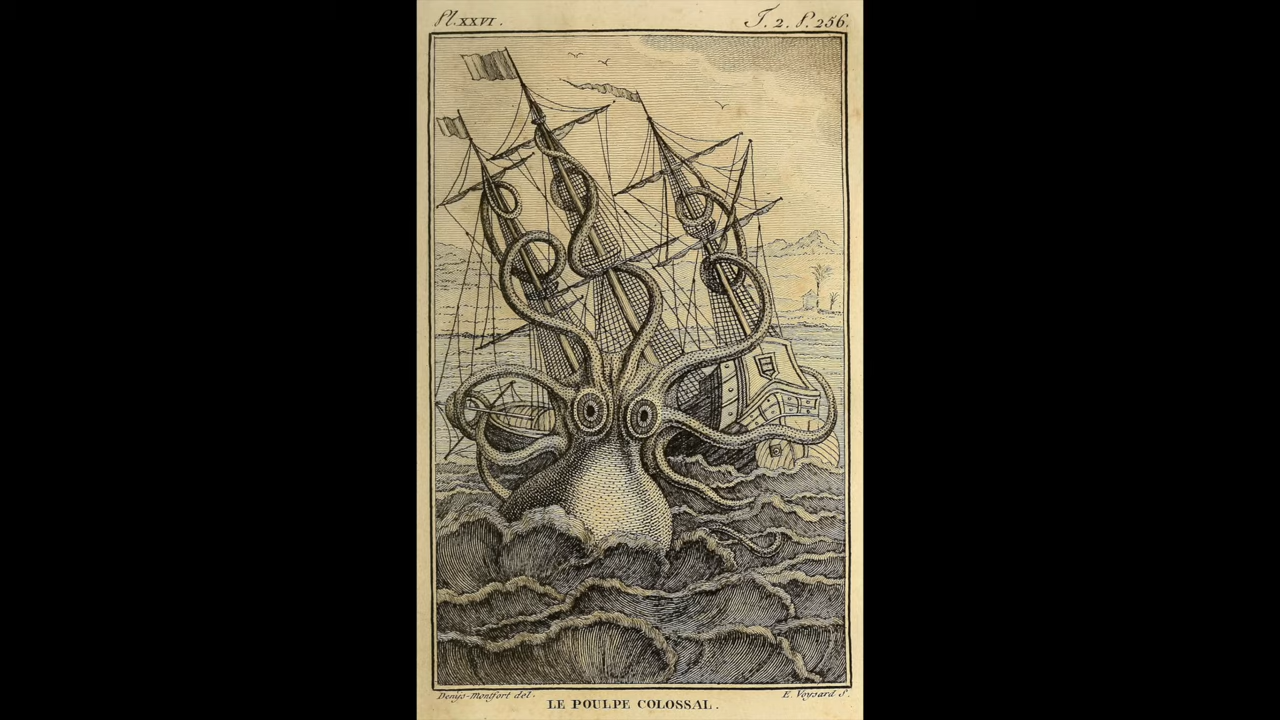 Pl. XXVI.
T. 2. P. 256.
Denys-Montfort del.
E. Voysard S.
LE POULPE COLOSSAL.